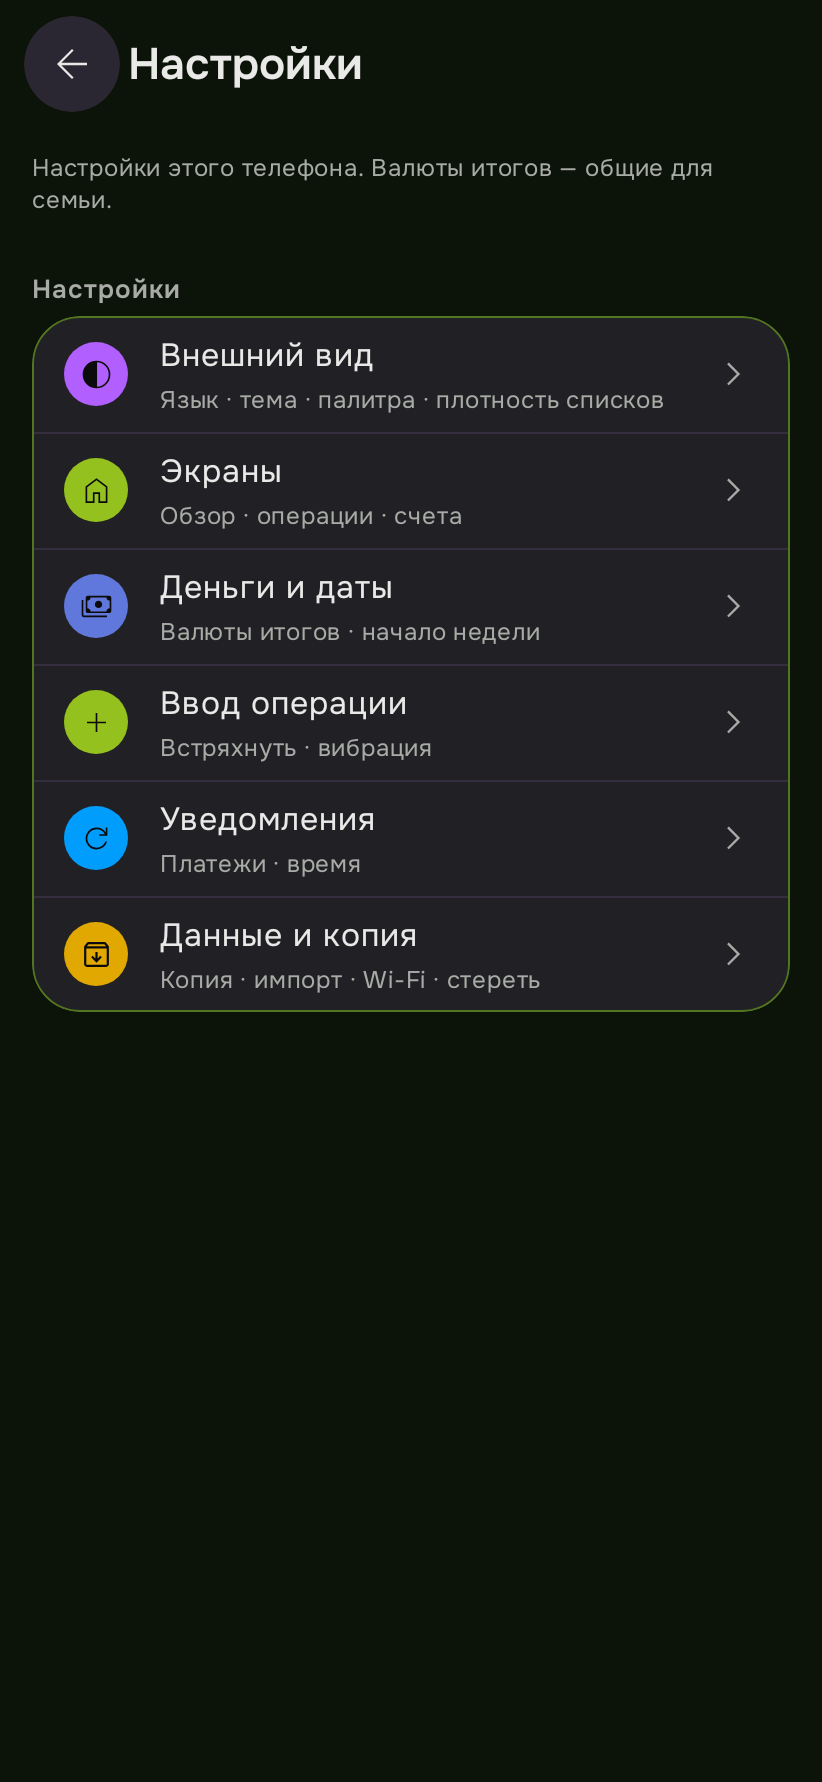 Настройки
Настройки этого телефона. Валюты итогов — общие для
семьи.
Настройки
Внешний вид
Язык · тема · палитра · плотность списков
Экраны
Обзор · операции · счета
Деньги и даты
Валюты итогов · начало недели
Ввод операции
Встряхнуть · вибрация
Уведомления
Платежи · время
Данные и копия
Копия · импорт · Wi-Fi · стереть